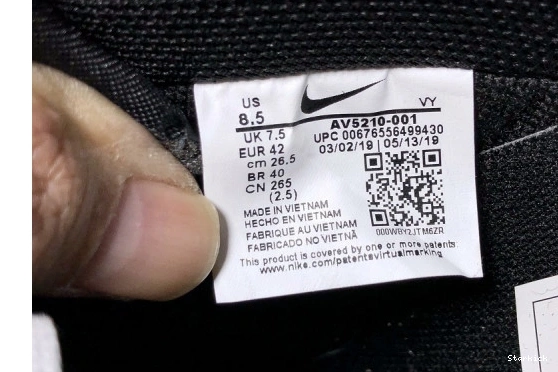 US
8.5
VY
AV5210-001
UK 7.5
UPC 00676556499430
EUR 42
03/02/19 | 05/13/19
cm 26.5
BR 40
CN 265
(2.5)
MADE IN VIETNAM
HECHO EN VIETNAM
FABRIQUE AU VIETNAM
FABRICADO NO VIETNÃ
000WBY2JTM6ZR
This product is covered by one or more patents.
www.nike.com/patentsvirtualmarking